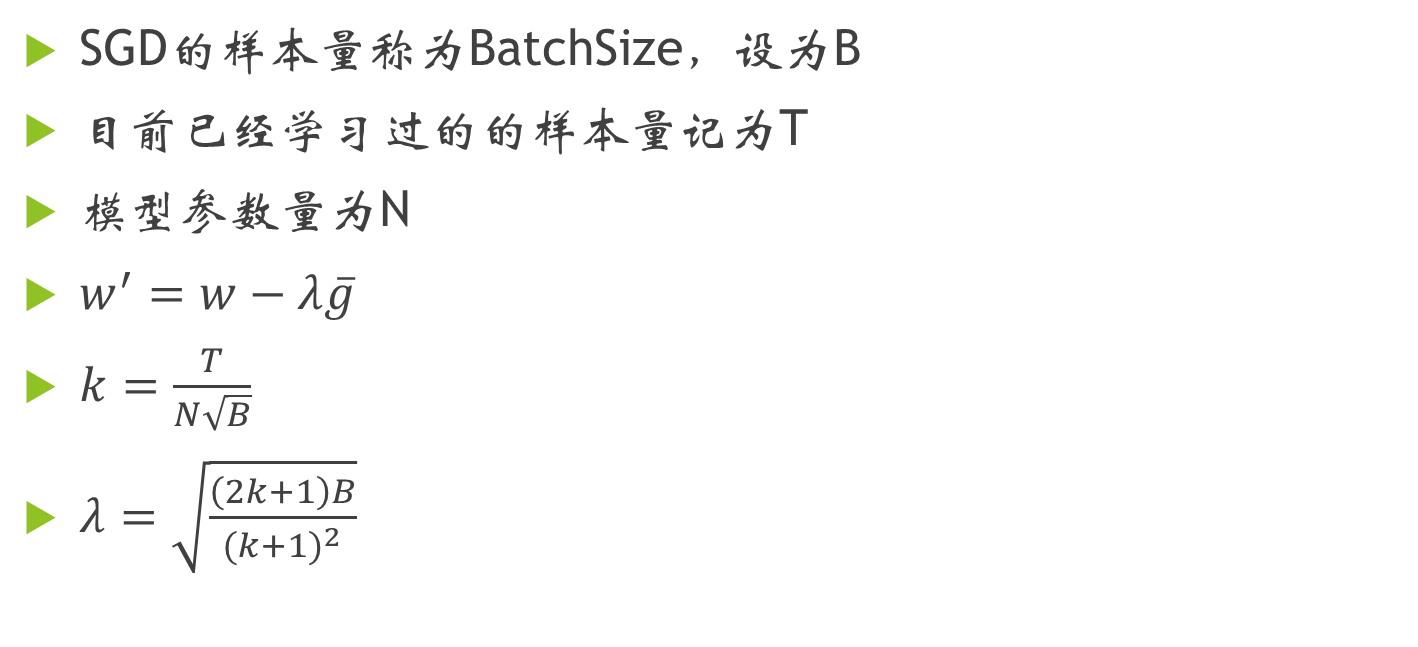 SGD的样本量称为BatchSize，设为B
目前已经学习过的的样本量记为T
模型参数量为N
w′ = w − λḡ
k = T/(N√B)
λ = √((2k+1)B/(k+1)²)